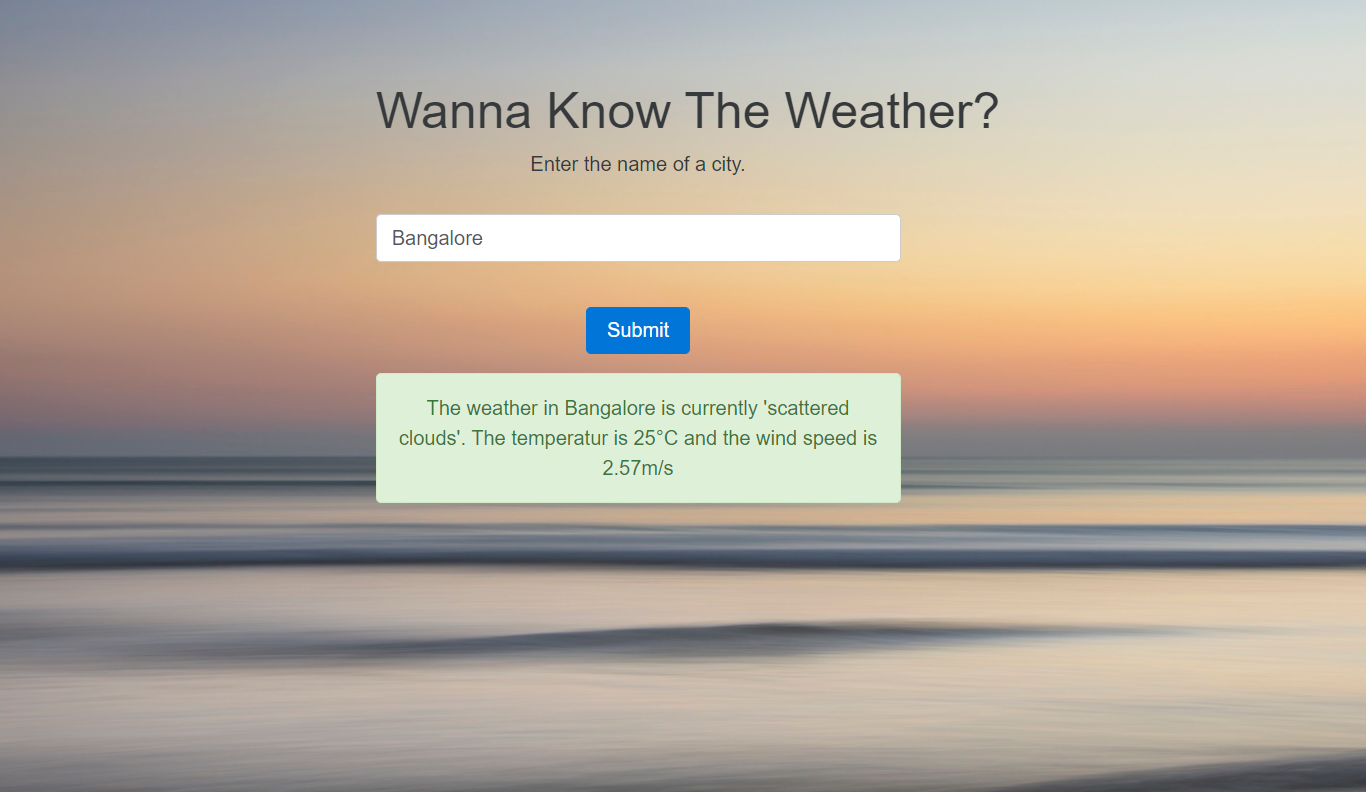 Wanna Know The Weather?
Enter the name of a city.
Bangalore
Submit
The weather in Bangalore is currently 'scattered
clouds'. The temperatur is 25°C and the wind speed is
2.57m/s